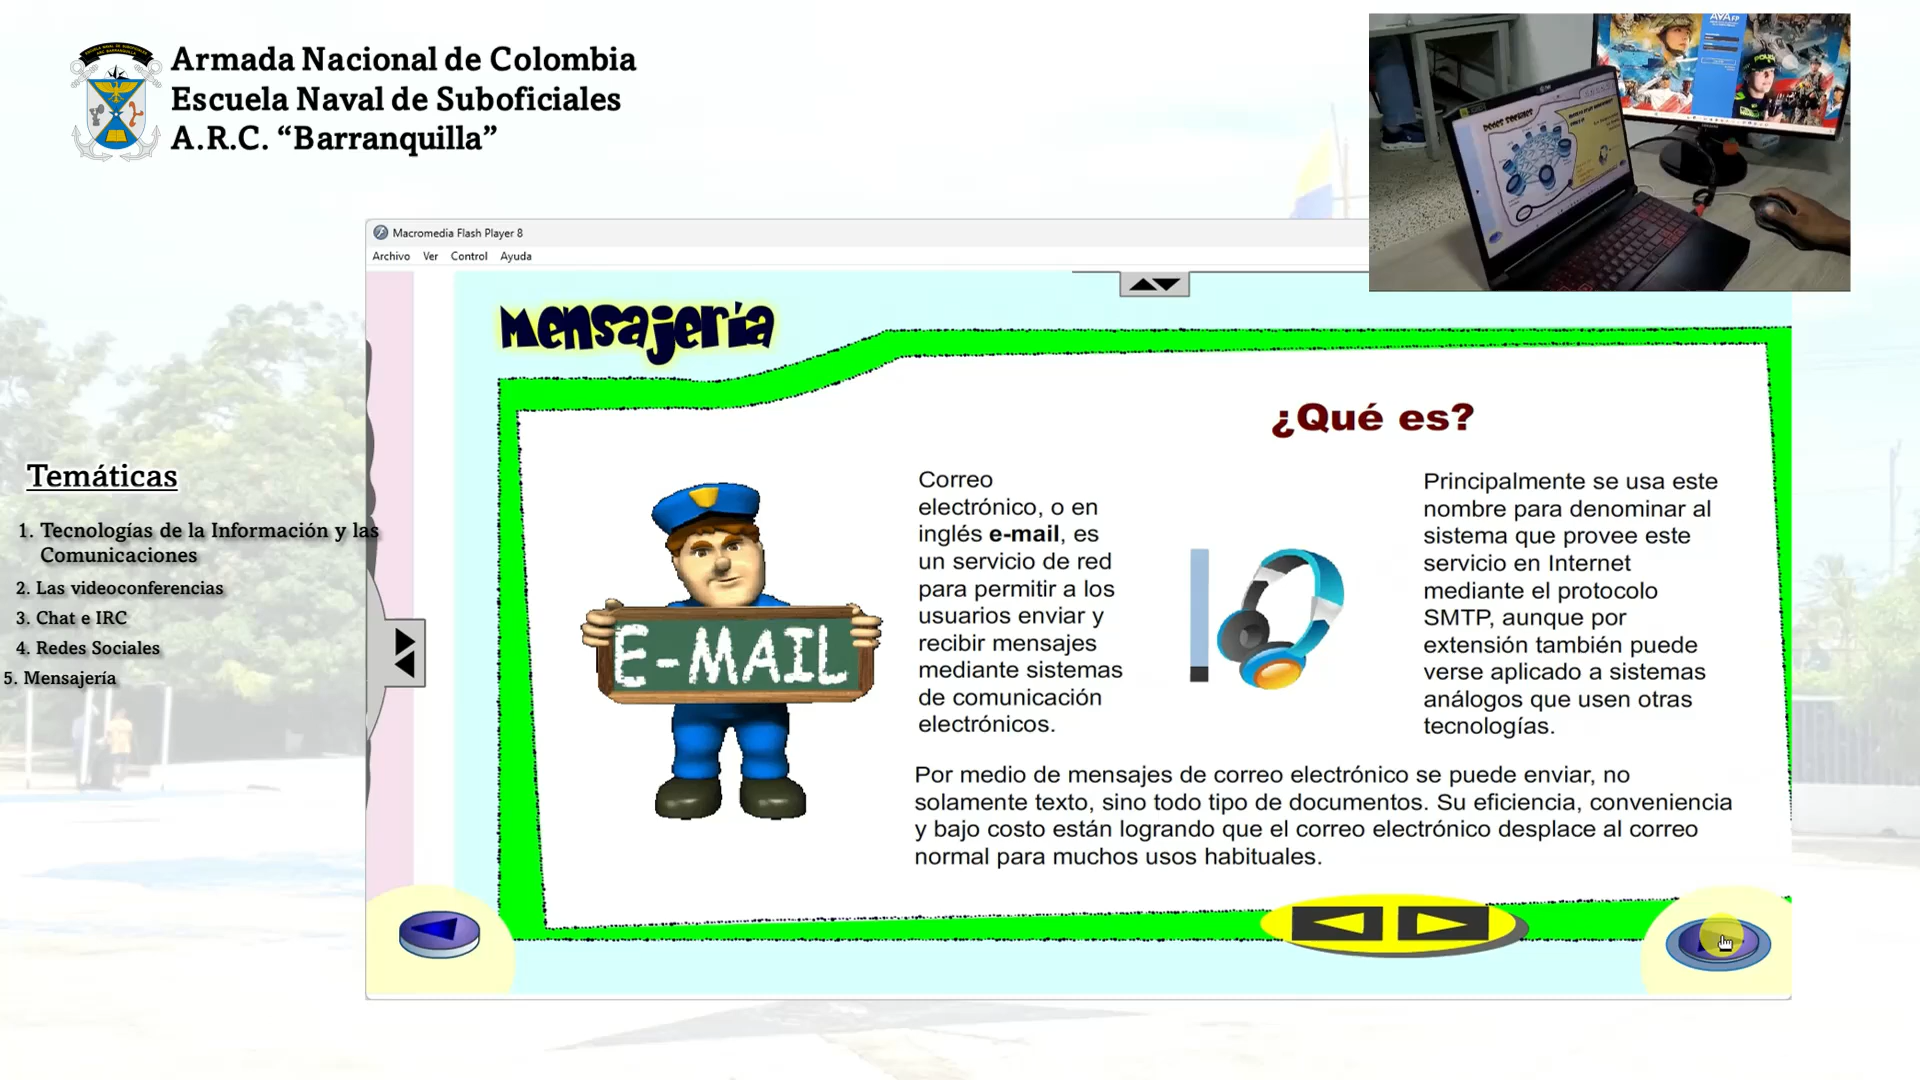 Armada Nacional de Colombia
Escuela Naval de Suboficiales
A.R.C. “Barranquilla”
Macromedia Flash Player 8
Archivo Ver Control Ayuda
Mensajería
¿Qué es?
Correo
electrónico, o en
inglés e-mail, es
un servicio de red
para permitir a los
usuarios enviar y
recibir mensajes
mediante sistemas
de comunicación
electrónicos.
Principalmente se usa este
nombre para denominar al
sistema que provee este
servicio en Internet
mediante el protocolo
SMTP, aunque por
extensión también puede
verse aplicado a sistemas
análogos que usen otras
tecnologías.
E-MAIL
Por medio de mensajes de correo electrónico se puede enviar, no
solamente texto, sino todo tipo de documentos. Su eficiencia, conveniencia
y bajo costo están logrando que el correo electrónico desplace al correo
normal para muchos usos habituales.
Temáticas
1. Tecnologías de la Información y las
Comunicaciones
2. Las videoconferencias
3. Chat e IRC
4. Redes Sociales
5. Mensajería
Redes Sociales